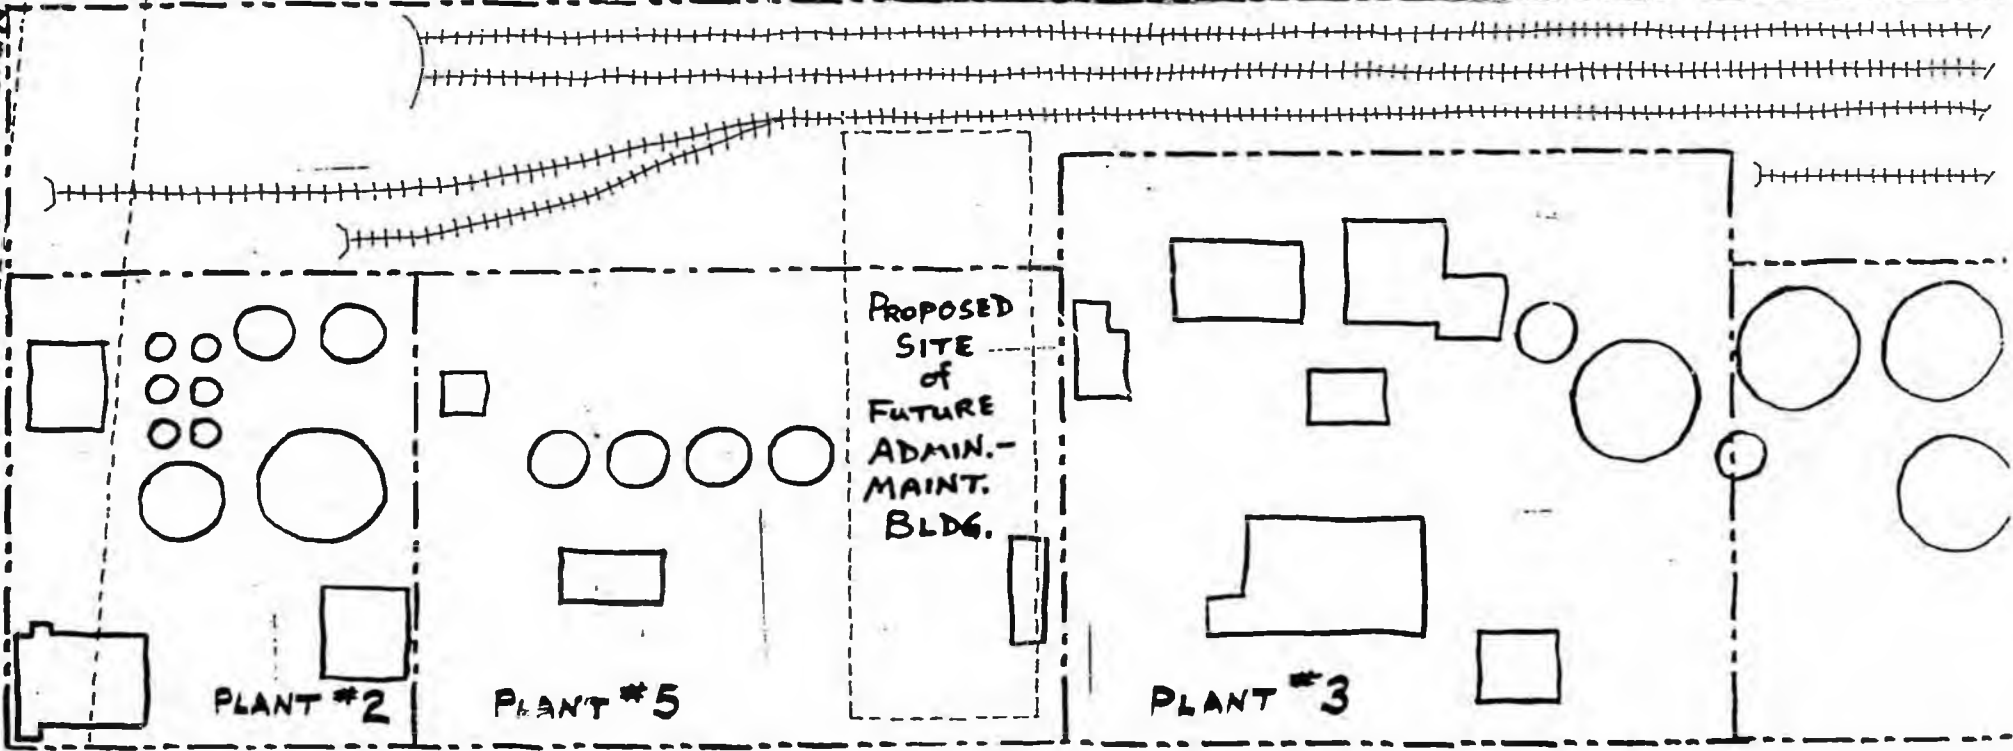 PROPOSED
SITE
of
FUTURE
ADMIN.-
MAINT.
BLDG.
PLANT #2
PLANT #5
PLANT #3